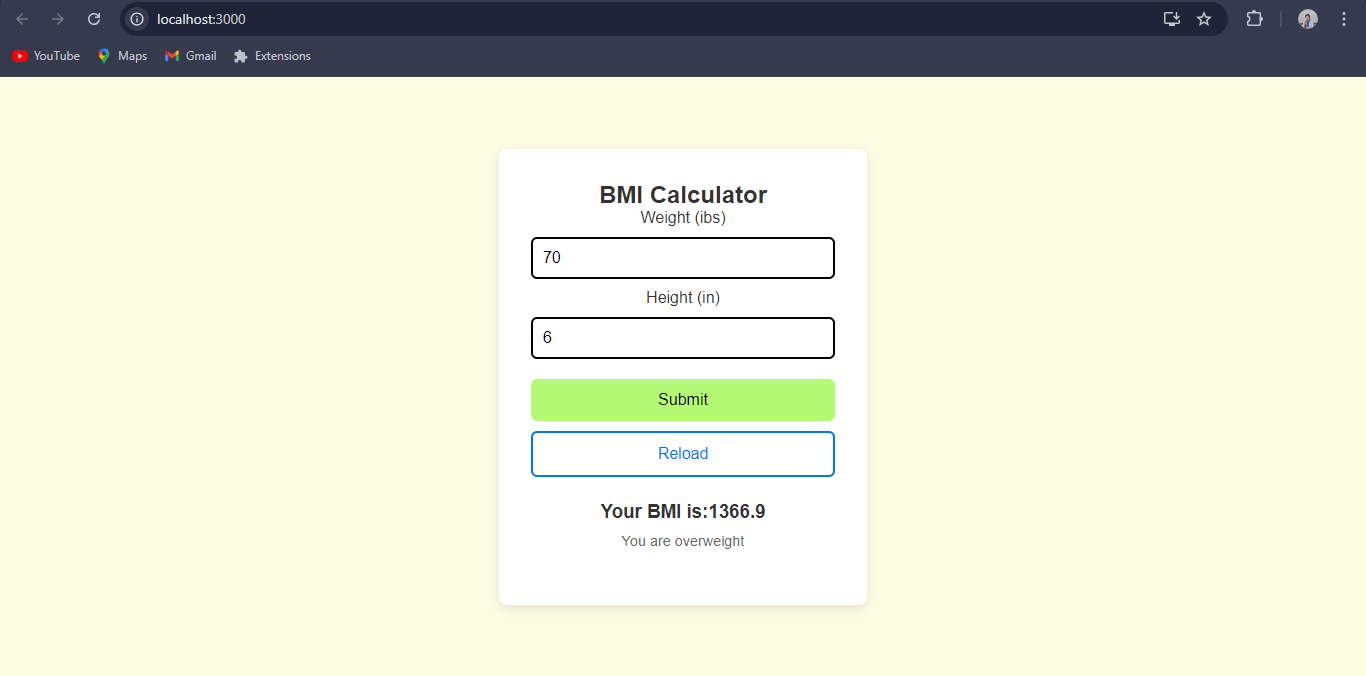 localhost:3000
YouTube Maps Gmail Extensions
BMI Calculator
Weight (ibs)
70
Height (in)
6
Submit
Reload
Your BMI is:1366.9
You are overweight